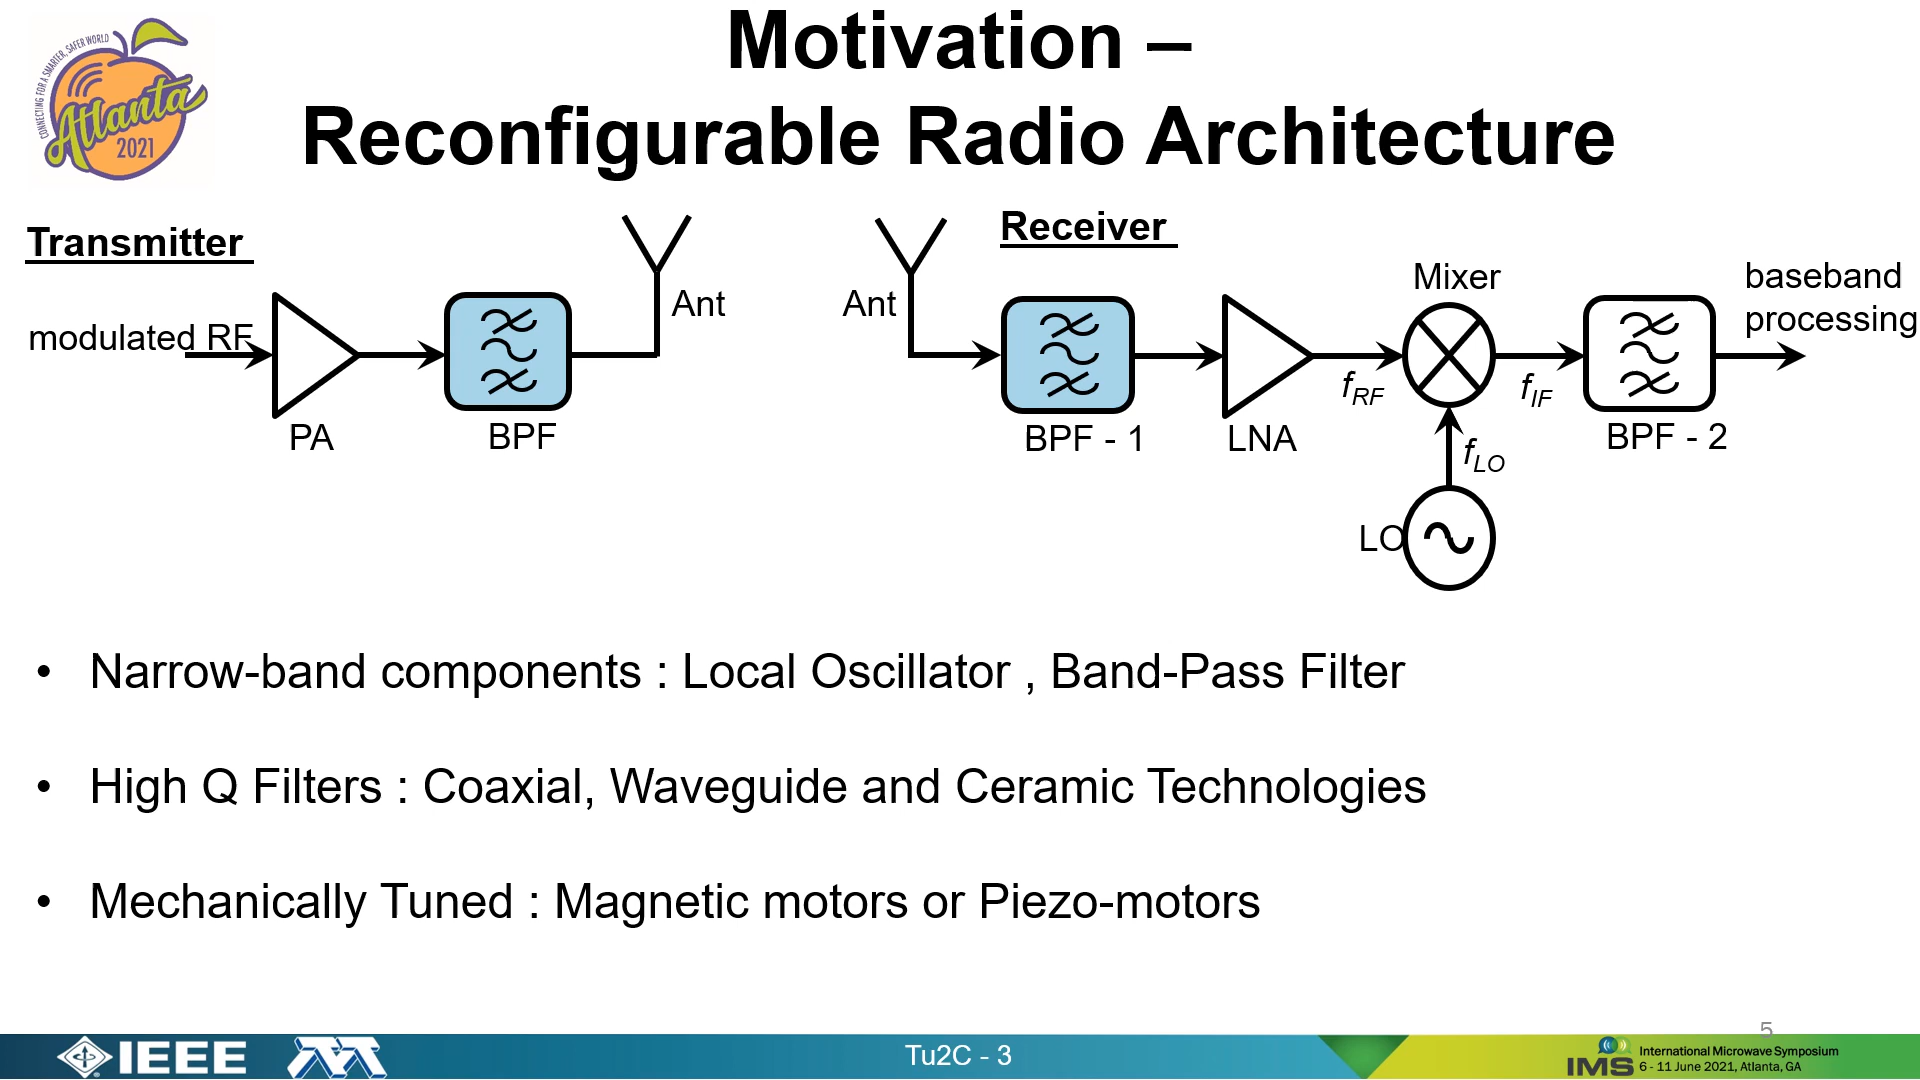 CONNECTING FOR A SMARTER, SAFER WORLD
Atlanta
2021
Motivation –
Reconfigurable Radio Architecture
Transmitter
modulated RF
PA
BPF
Ant
Receiver
Ant
BPF - 1
LNA
fRF
Mixer
fLO
LO
fIF
BPF - 2
baseband
processing
• Narrow-band components : Local Oscillator , Band-Pass Filter
• High Q Filters : Coaxial, Waveguide and Ceramic Technologies
• Mechanically Tuned : Magnetic motors or Piezo-motors
5
IEEE
Tu2C - 3
IMS
International Microwave Symposium
6 - 11 June 2021, Atlanta, GA